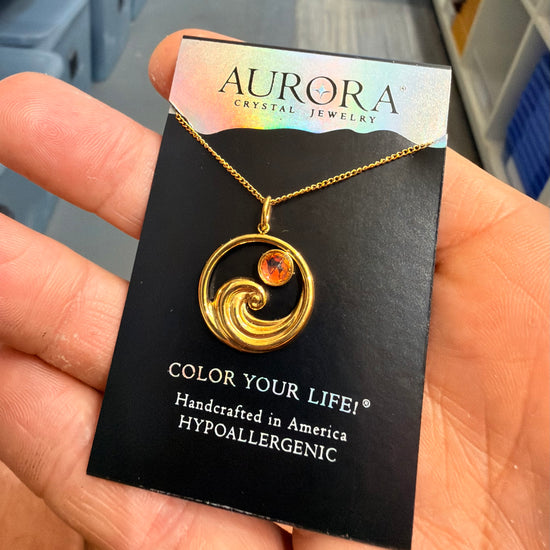 AURORA®
CRYSTAL JEWELRY
COLOR YOUR LIFE!®
Handcrafted in America
HYPOALLERGENIC